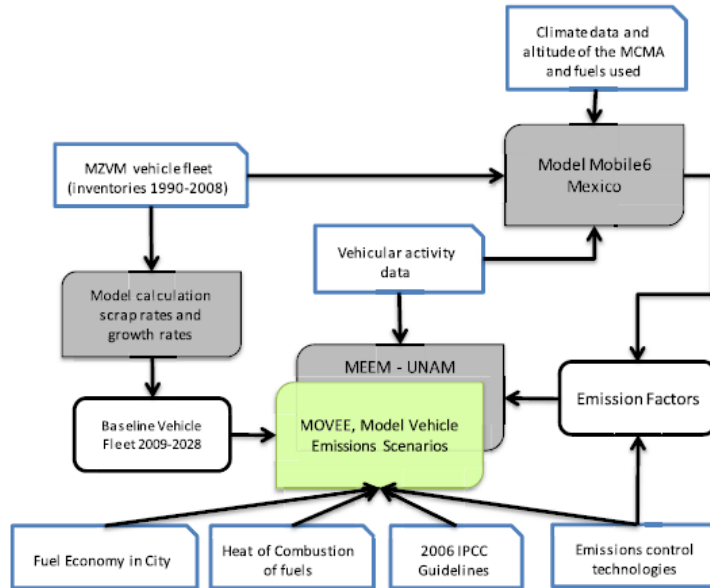 Climate data and
altitude of the MCMA
and fuels used
MZVM vehicle fleet
(inventories 1990-2008)
Model Mobile6
Mexico
Vehicular activity
data
Model calculation
scrap rates and
growth rates
MEEM - UNAM
Emission Factors
Baseline Vehicle
Fleet 2009-2028
MOVEE, Model Vehicle
Emissions Scenarios
Fuel Economy in City
Heat of Combustion
of fuels
2006 IPCC
Guidelines
Emissions control
technologies